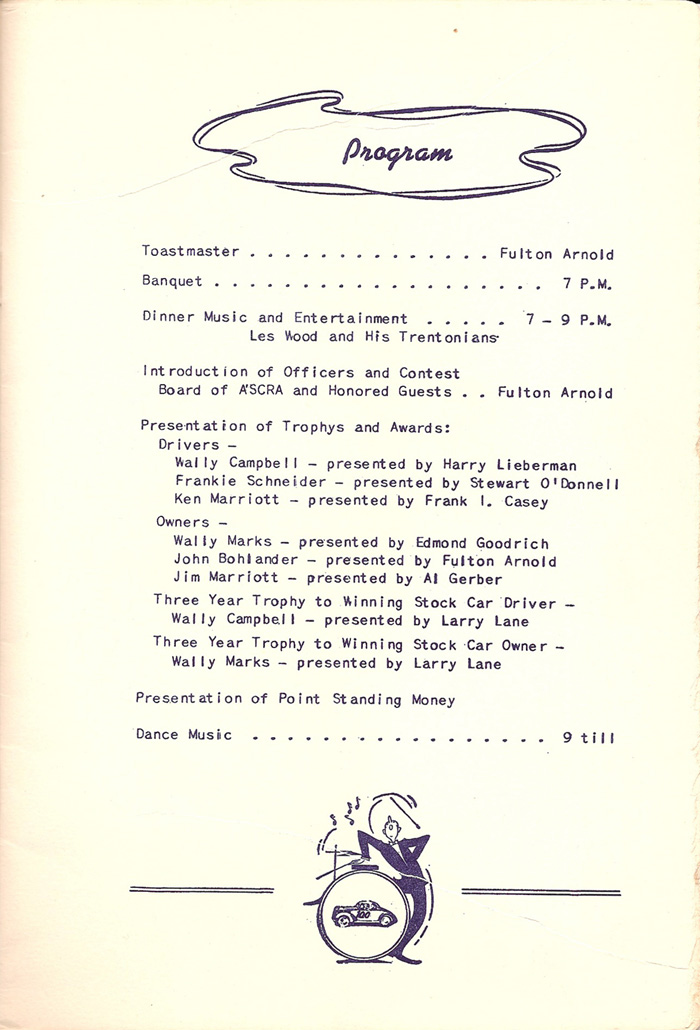 Program
Toastmaster . . . . . . . . . . . . . . Fulton Arnold
Banquet . . . . . . . . . . . . . . . . . . . 7 P.M.
Dinner Music and Entertainment . . . . . 7 - 9 P.M.
Les Wood and His Trentonians
Introduction of Officers and Contest
Board of A'SCRA and Honored Guests . . Fulton Arnold
Presentation of Trophys and Awards:
Drivers -
Wally Campbell - presented by Harry Lieberman
Frankie Schneider - presented by Stewart O'Donnell
Ken Marriott - presented by Frank I. Casey
Owners -
Wally Marks - presented by Edmond Goodrich
John Bohlander - presented by Fulton Arnold
Jim Marriott - presented by Al Gerber
Three Year Trophy to Winning Stock Car Driver -
Wally Campbell - presented by Larry Lane
Three Year Trophy to Winning Stock Car Owner -
Wally Marks - presented by Larry Lane
Presentation of Point Standing Money
Dance Music . . . . . . . . . . . . . . . . . 9 till
100